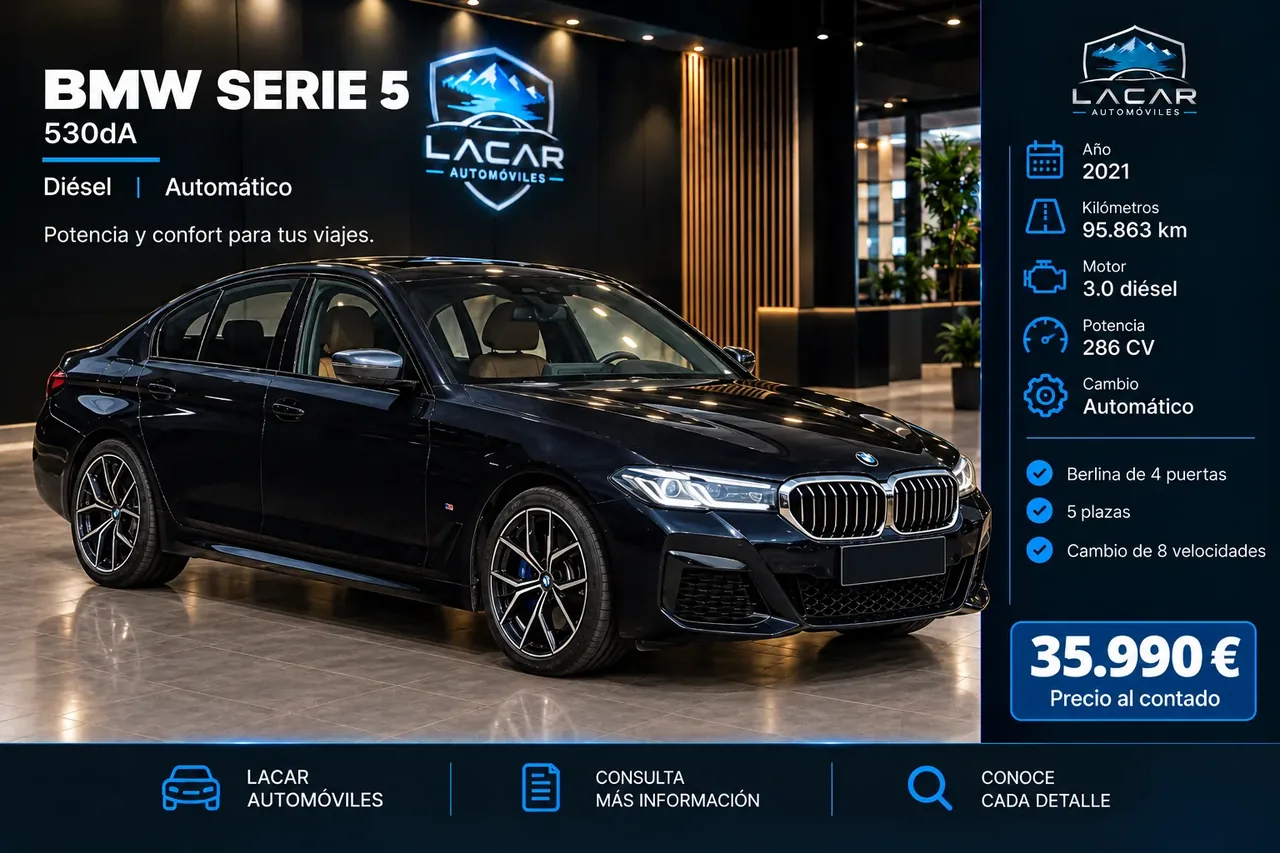 BMW SERIE 5
530dA
Diésel | Automático
Potencia y confort para tus viajes.
LACAR
AUTOMÓVILES
LACAR
AUTOMÓVILES
Año
2021
Kilómetros
95.863 km
Motor
3.0 diésel
Potencia
286 CV
Cambio
Automático
Berlina de 4 puertas
5 plazas
Cambio de 8 velocidades
35.990 €
Precio al contado
LACAR
AUTOMÓVILES
CONSULTA
MÁS INFORMACIÓN
CONOCE
CADA DETALLE